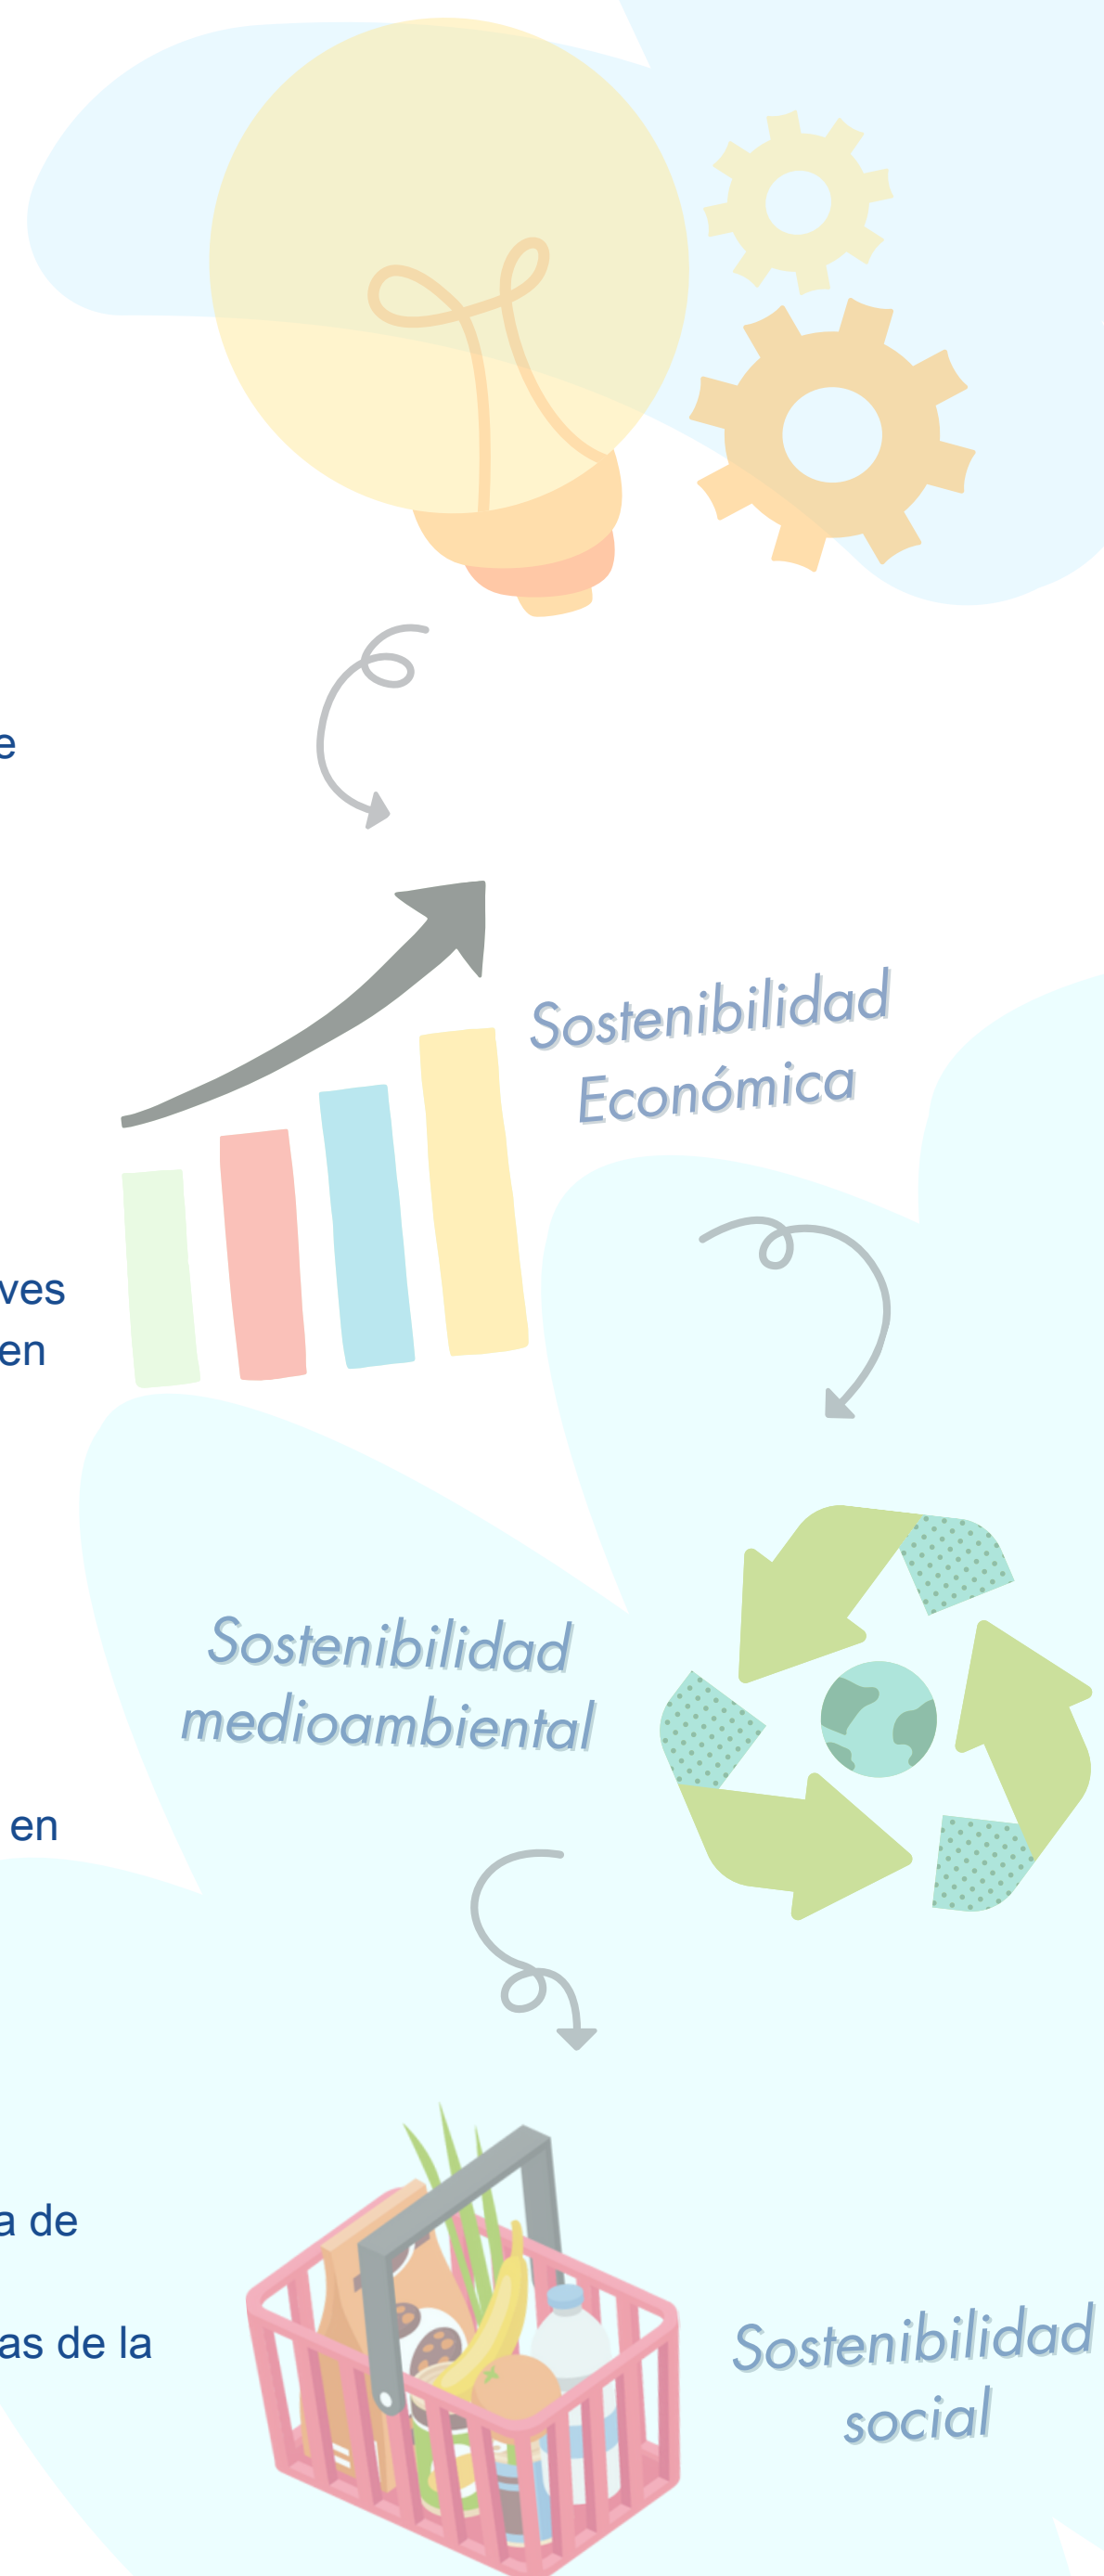 e
Sostenibilidad
Económica
ves
en
Sostenibilidad
medioambiental
en
a de
as de la
Sostenibilidad
social